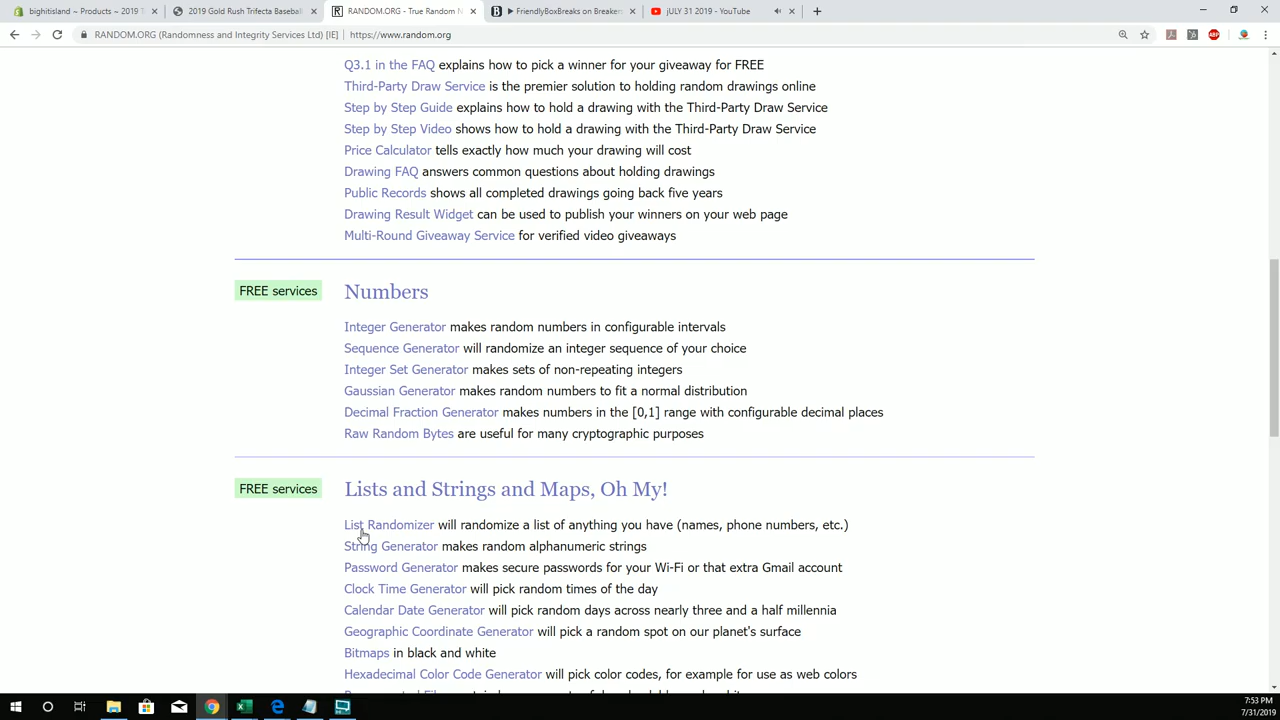 bighitisland ~ Products ~ 2019 T
2019 Gold Rush Trifecta Baseball
RANDOM.ORG - True Random N
FriendlyBoxBreaks on Breakers
jULY 31 2019 - YouTube
RANDOM.ORG (Randomness and Integrity Services Ltd) [IE]
https://www.random.org
Q3.1 in the FAQ explains how to pick a winner for your giveaway for FREE
Third-Party Draw Service is the premier solution to holding random drawings online
Step by Step Guide explains how to hold a drawing with the Third-Party Draw Service
Step by Step Video shows how to hold a drawing with the Third-Party Draw Service
Price Calculator tells exactly how much your drawing will cost
Drawing FAQ answers common questions about holding drawings
Public Records shows all completed drawings going back five years
Drawing Result Widget can be used to publish your winners on your web page
Multi-Round Giveaway Service for verified video giveaways
FREE services
Numbers
Integer Generator makes random numbers in configurable intervals
Sequence Generator will randomize an integer sequence of your choice
Integer Set Generator makes sets of non-repeating integers
Gaussian Generator makes random numbers to fit a normal distribution
Decimal Fraction Generator makes numbers in the [0,1] range with configurable decimal places
Raw Random Bytes are useful for many cryptographic purposes
FREE services
Lists and Strings and Maps, Oh My!
List Randomizer will randomize a list of anything you have (names, phone numbers, etc.)
String Generator makes random alphanumeric strings
Password Generator makes secure passwords for your Wi-Fi or that extra Gmail account
Clock Time Generator will pick random times of the day
Calendar Date Generator will pick random days across nearly three and a half millennia
Geographic Coordinate Generator will pick a random spot on our planet's surface
Bitmaps in black and white
Hexadecimal Color Code Generator will pick color codes, for example for use as web colors
7:53 PM
7/31/2019